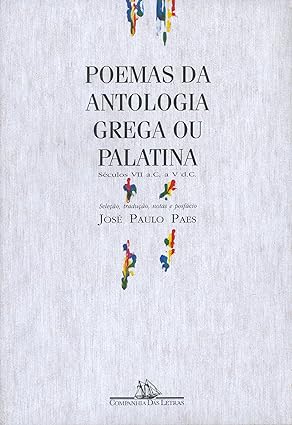 POEMAS DA
ANTOLOGIA
GREGA OU
PALATINA
Séculos VII a.C. a V d.C.
Seleção, tradução, notas e posfácio
JOSÉ PAULO PAES
COMPANHIA DAS LETRAS